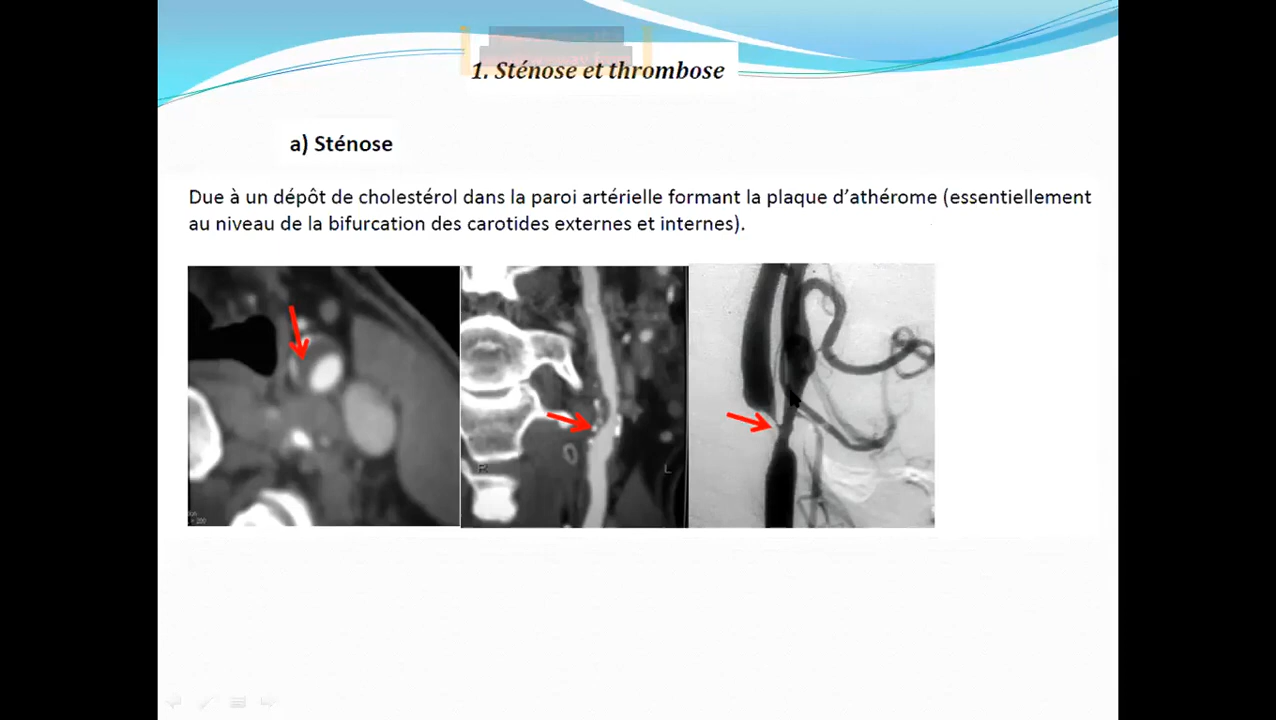 1. Sténose et thrombose
a) Sténose
Due à un dépôt de cholestérol dans la paroi artérielle formant la plaque d’athérome (essentiellement
au niveau de la bifurcation des carotides externes et internes).
R
L